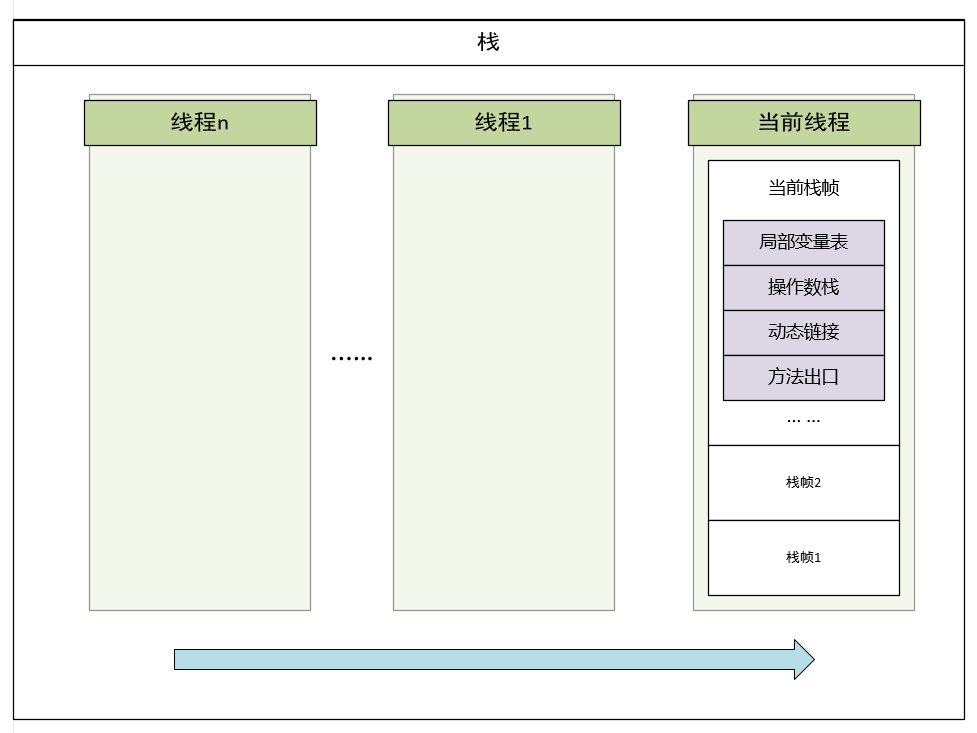 栈
线程n
线程1
当前线程
当前栈帧
局部变量表
操作数栈
动态链接
方法出口
... ...
......
栈帧2
栈帧1